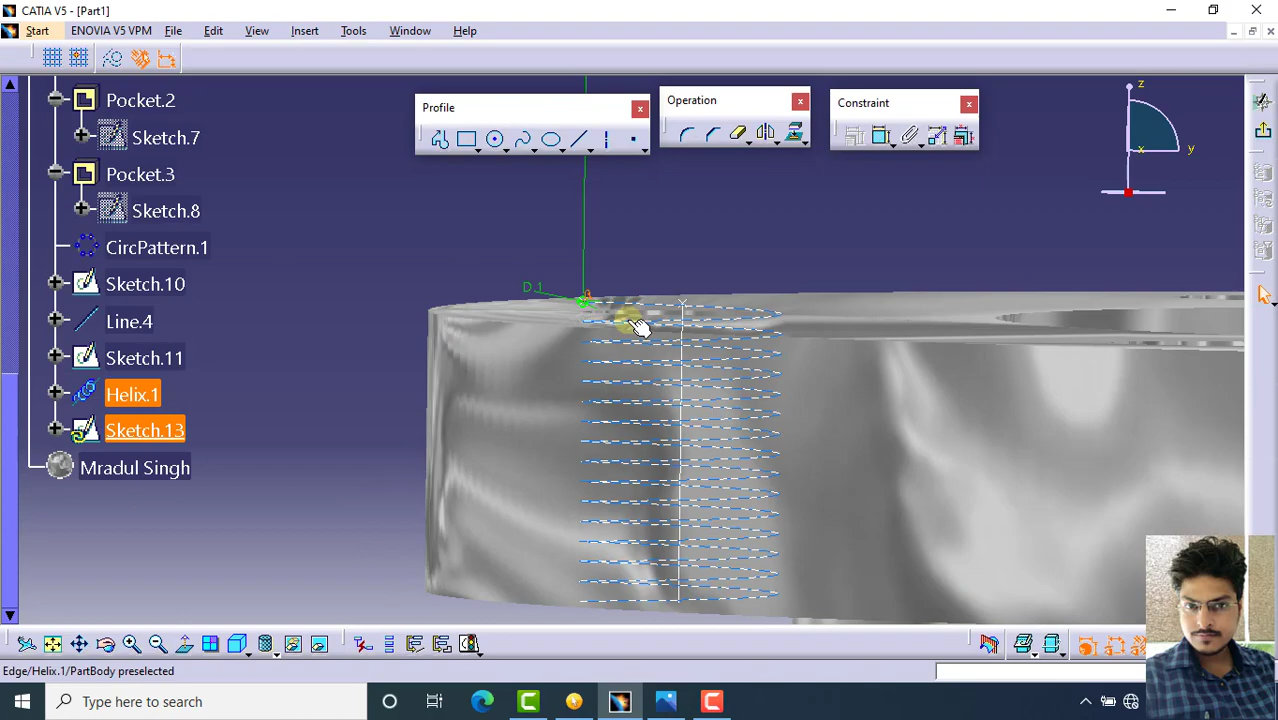 CATIA V5 - [Part1]
Start
ENOVIA V5 VPM
File
Edit
View
Insert
Tools
Window
Help
Profile
Operation
Constraint
Pocket.2
Sketch.7
Pocket.3
Sketch.8
CircPattern.1
Sketch.10
Line.4
Sketch.11
Helix.1
Sketch.13
Mradul Singh
D.1
z
x
y
Edge/Helix.1/PartBody preselected
Type here to search